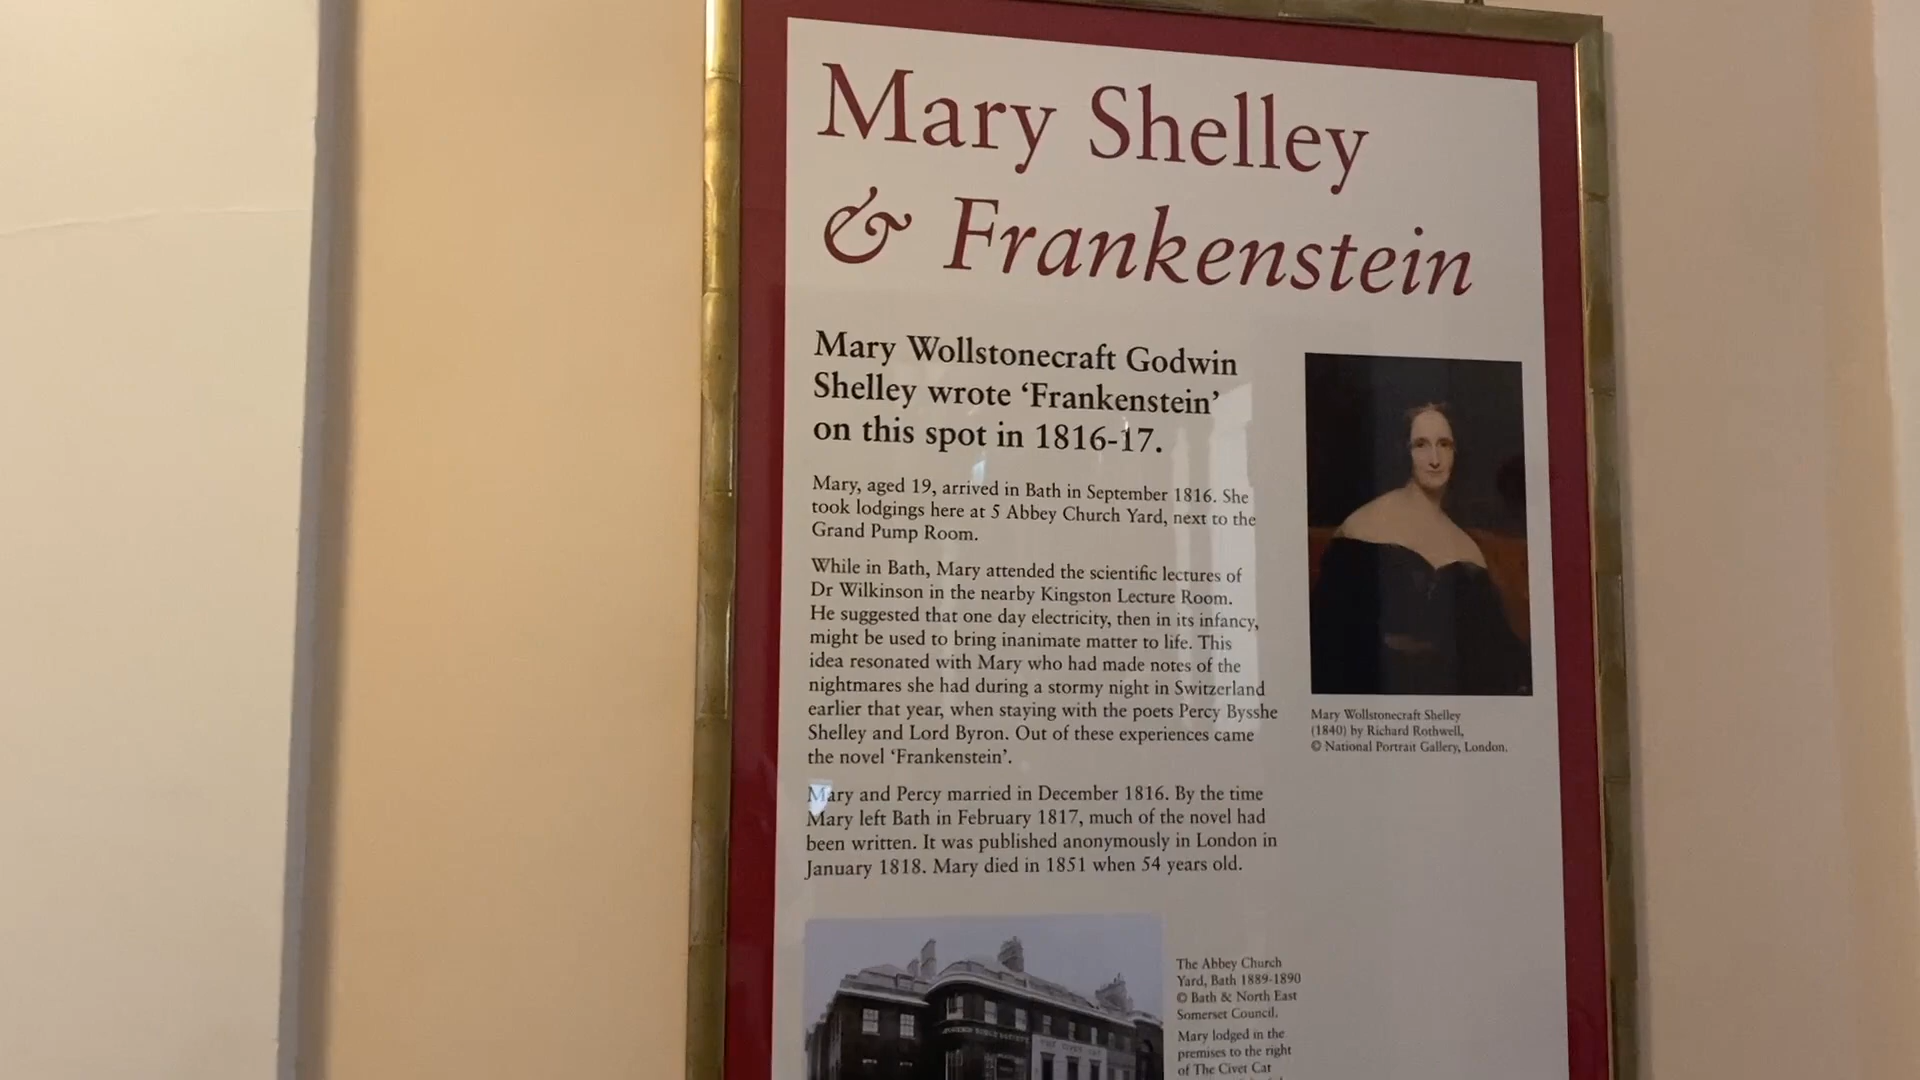 Mary Shelley
& Frankenstein
Mary Wollstonecraft Godwin
Shelley wrote ‘Frankenstein’
on this spot in 1816-17.
Mary, aged 19, arrived in Bath in September 1816. She
took lodgings here at 5 Abbey Church Yard, next to the
Grand Pump Room.
While in Bath, Mary attended the scientific lectures of
Dr Wilkinson in the nearby Kingston Lecture Room.
He suggested that one day electricity, then in its infancy,
might be used to bring inanimate matter to life. This
idea resonated with Mary who had made notes of the
nightmares she had during a stormy night in Switzerland
earlier that year, when staying with the poets Percy Bysshe
Shelley and Lord Byron. Out of these experiences came
the novel ‘Frankenstein’.
Mary and Percy married in December 1816. By the time
Mary left Bath in February 1817, much of the novel had
been written. It was published anonymously in London in
January 1818. Mary died in 1851 when 54 years old.
Mary Wollstonecraft Shelley
(1840) by Richard Rothwell,
© National Portrait Gallery, London.
The Abbey Church
Yard, Bath 1889-1890
© Bath & North East
Somerset Council.
Mary lodged in the
premises to the right
of The Civet Cat
THE CIVET CAT